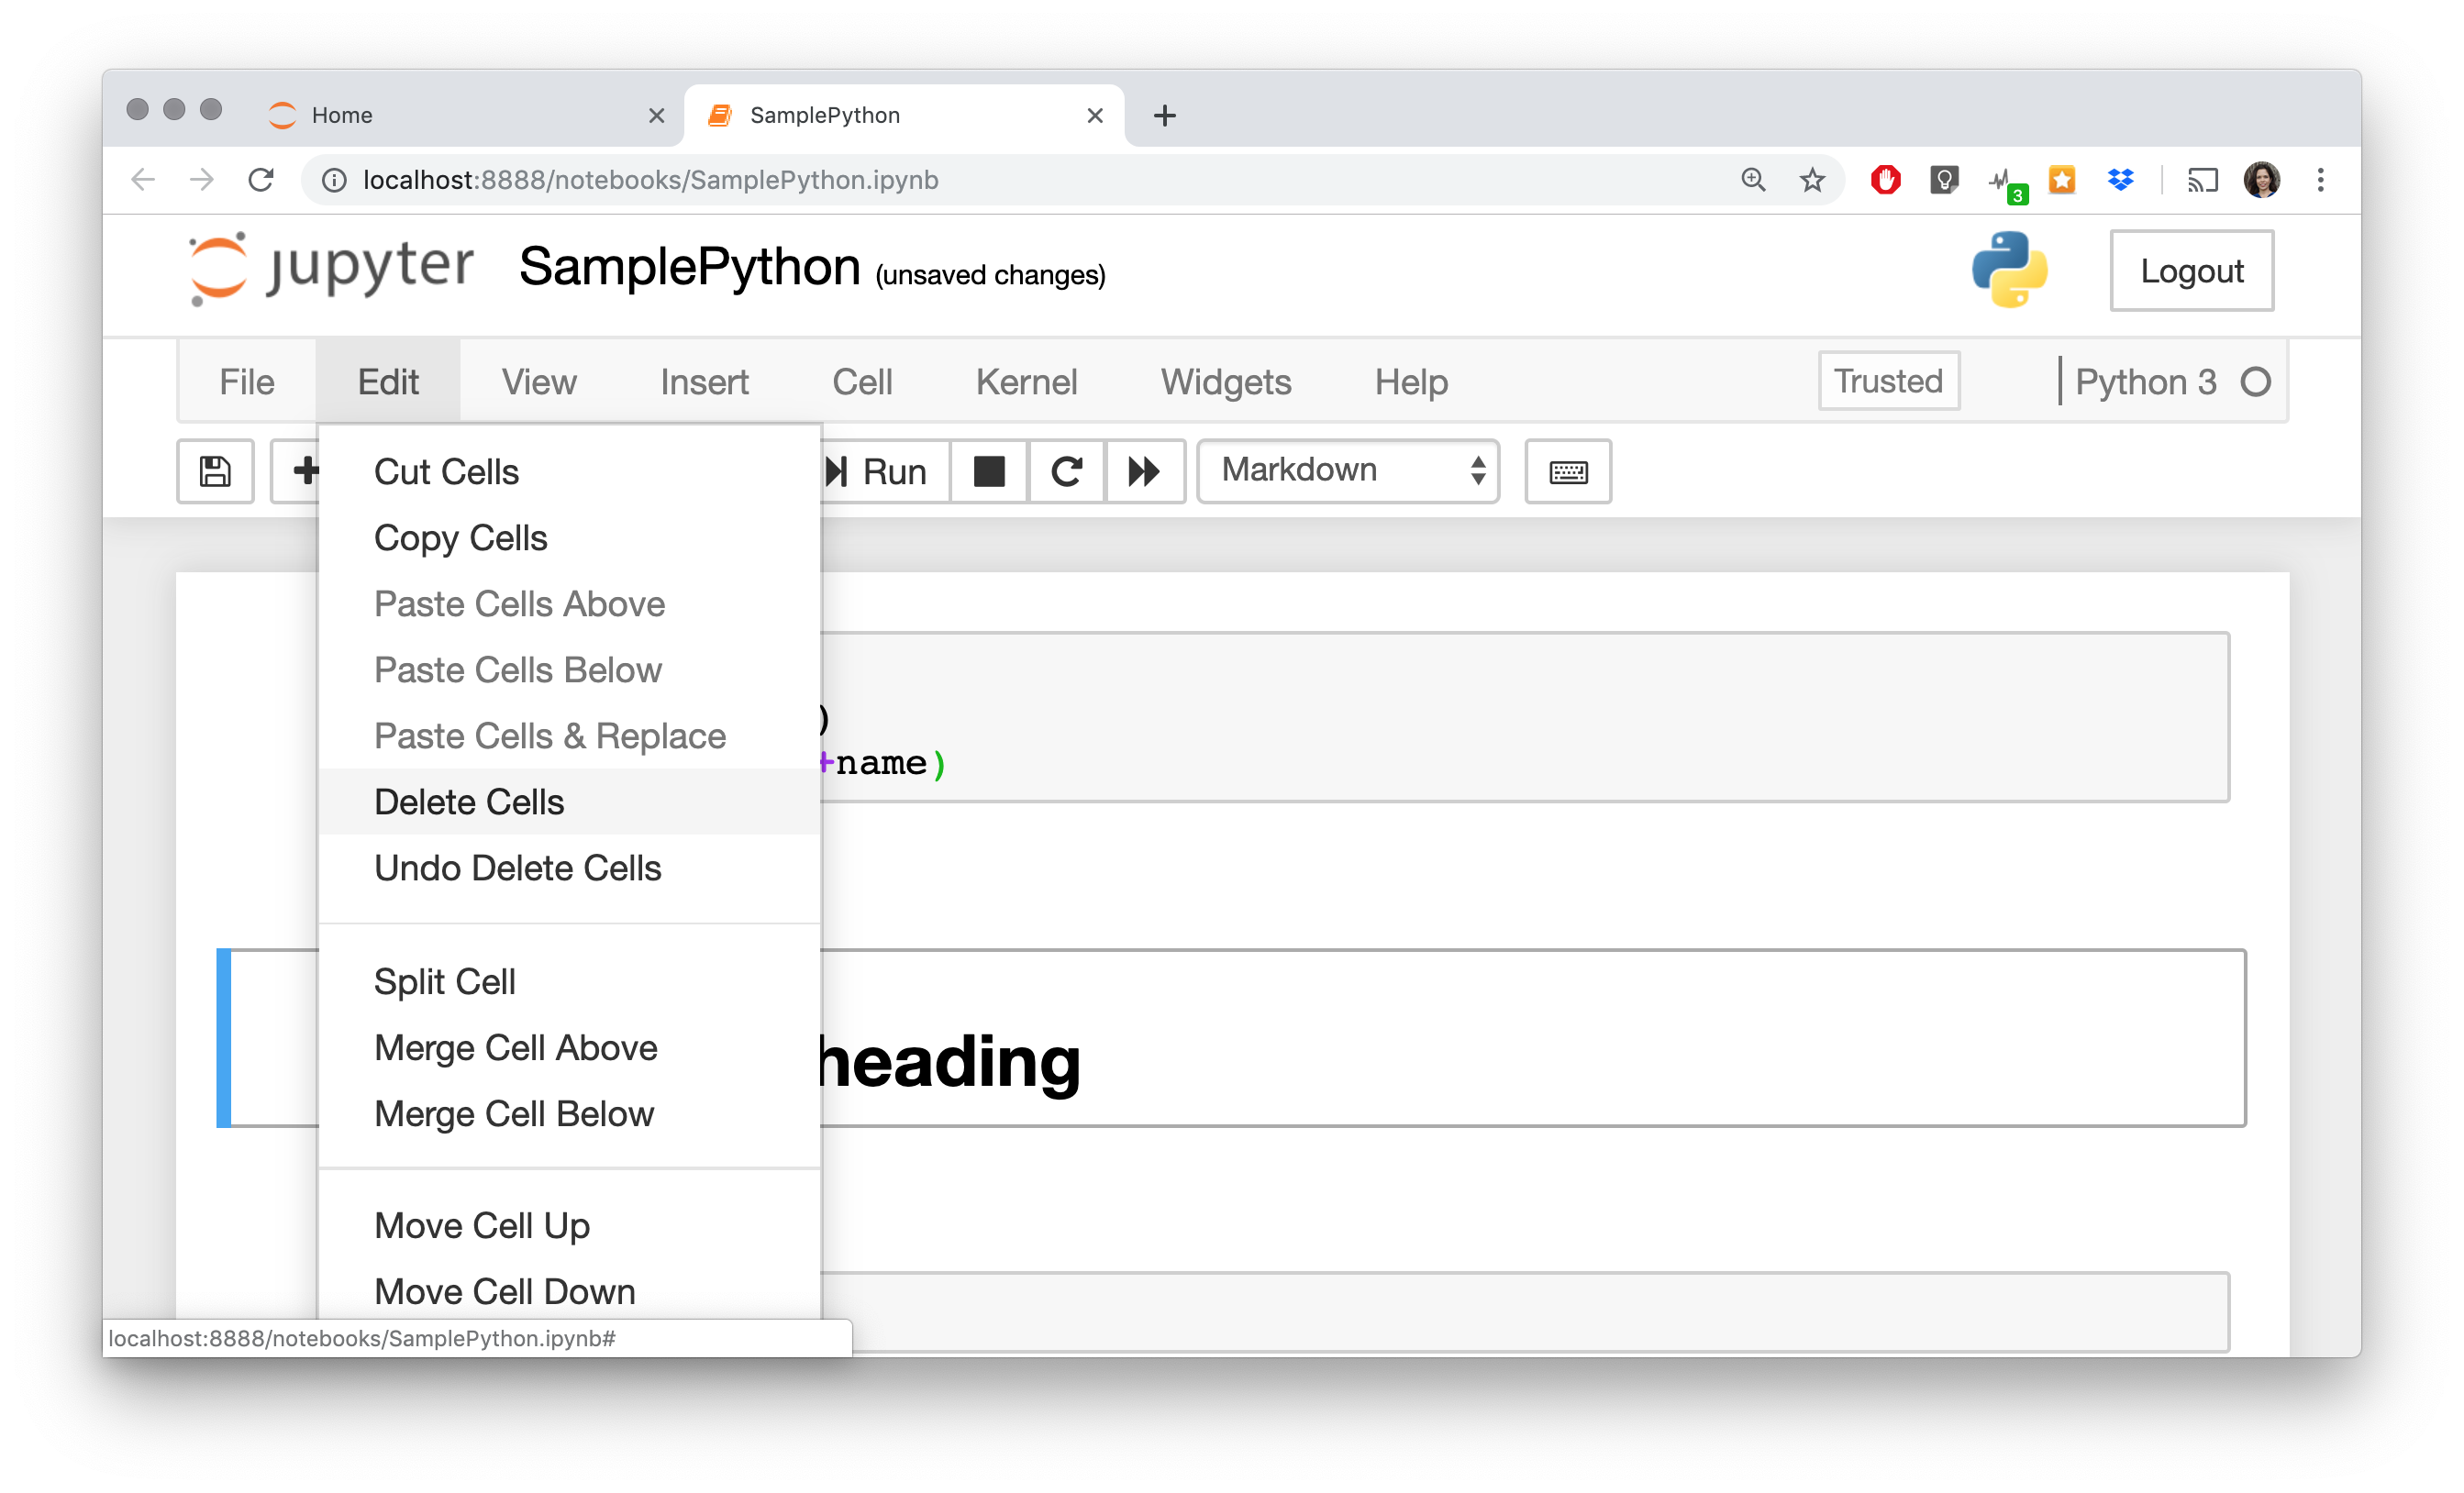 Home
SamplePython
localhost:8888/notebooks/SamplePython.ipynb
3
jupyter SamplePython (unsaved changes)
Logout
File Edit View Insert Cell Kernel Widgets Help Trusted Python 3
Run Markdown
Cut Cells
Copy Cells
Paste Cells Above
Paste Cells Below
Paste Cells & Replace
Delete Cells
Undo Delete Cells
Split Cell
Merge Cell Above
Merge Cell Below
Move Cell Up
Move Cell Down
)
+name)
heading
localhost:8888/notebooks/SamplePython.ipynb#